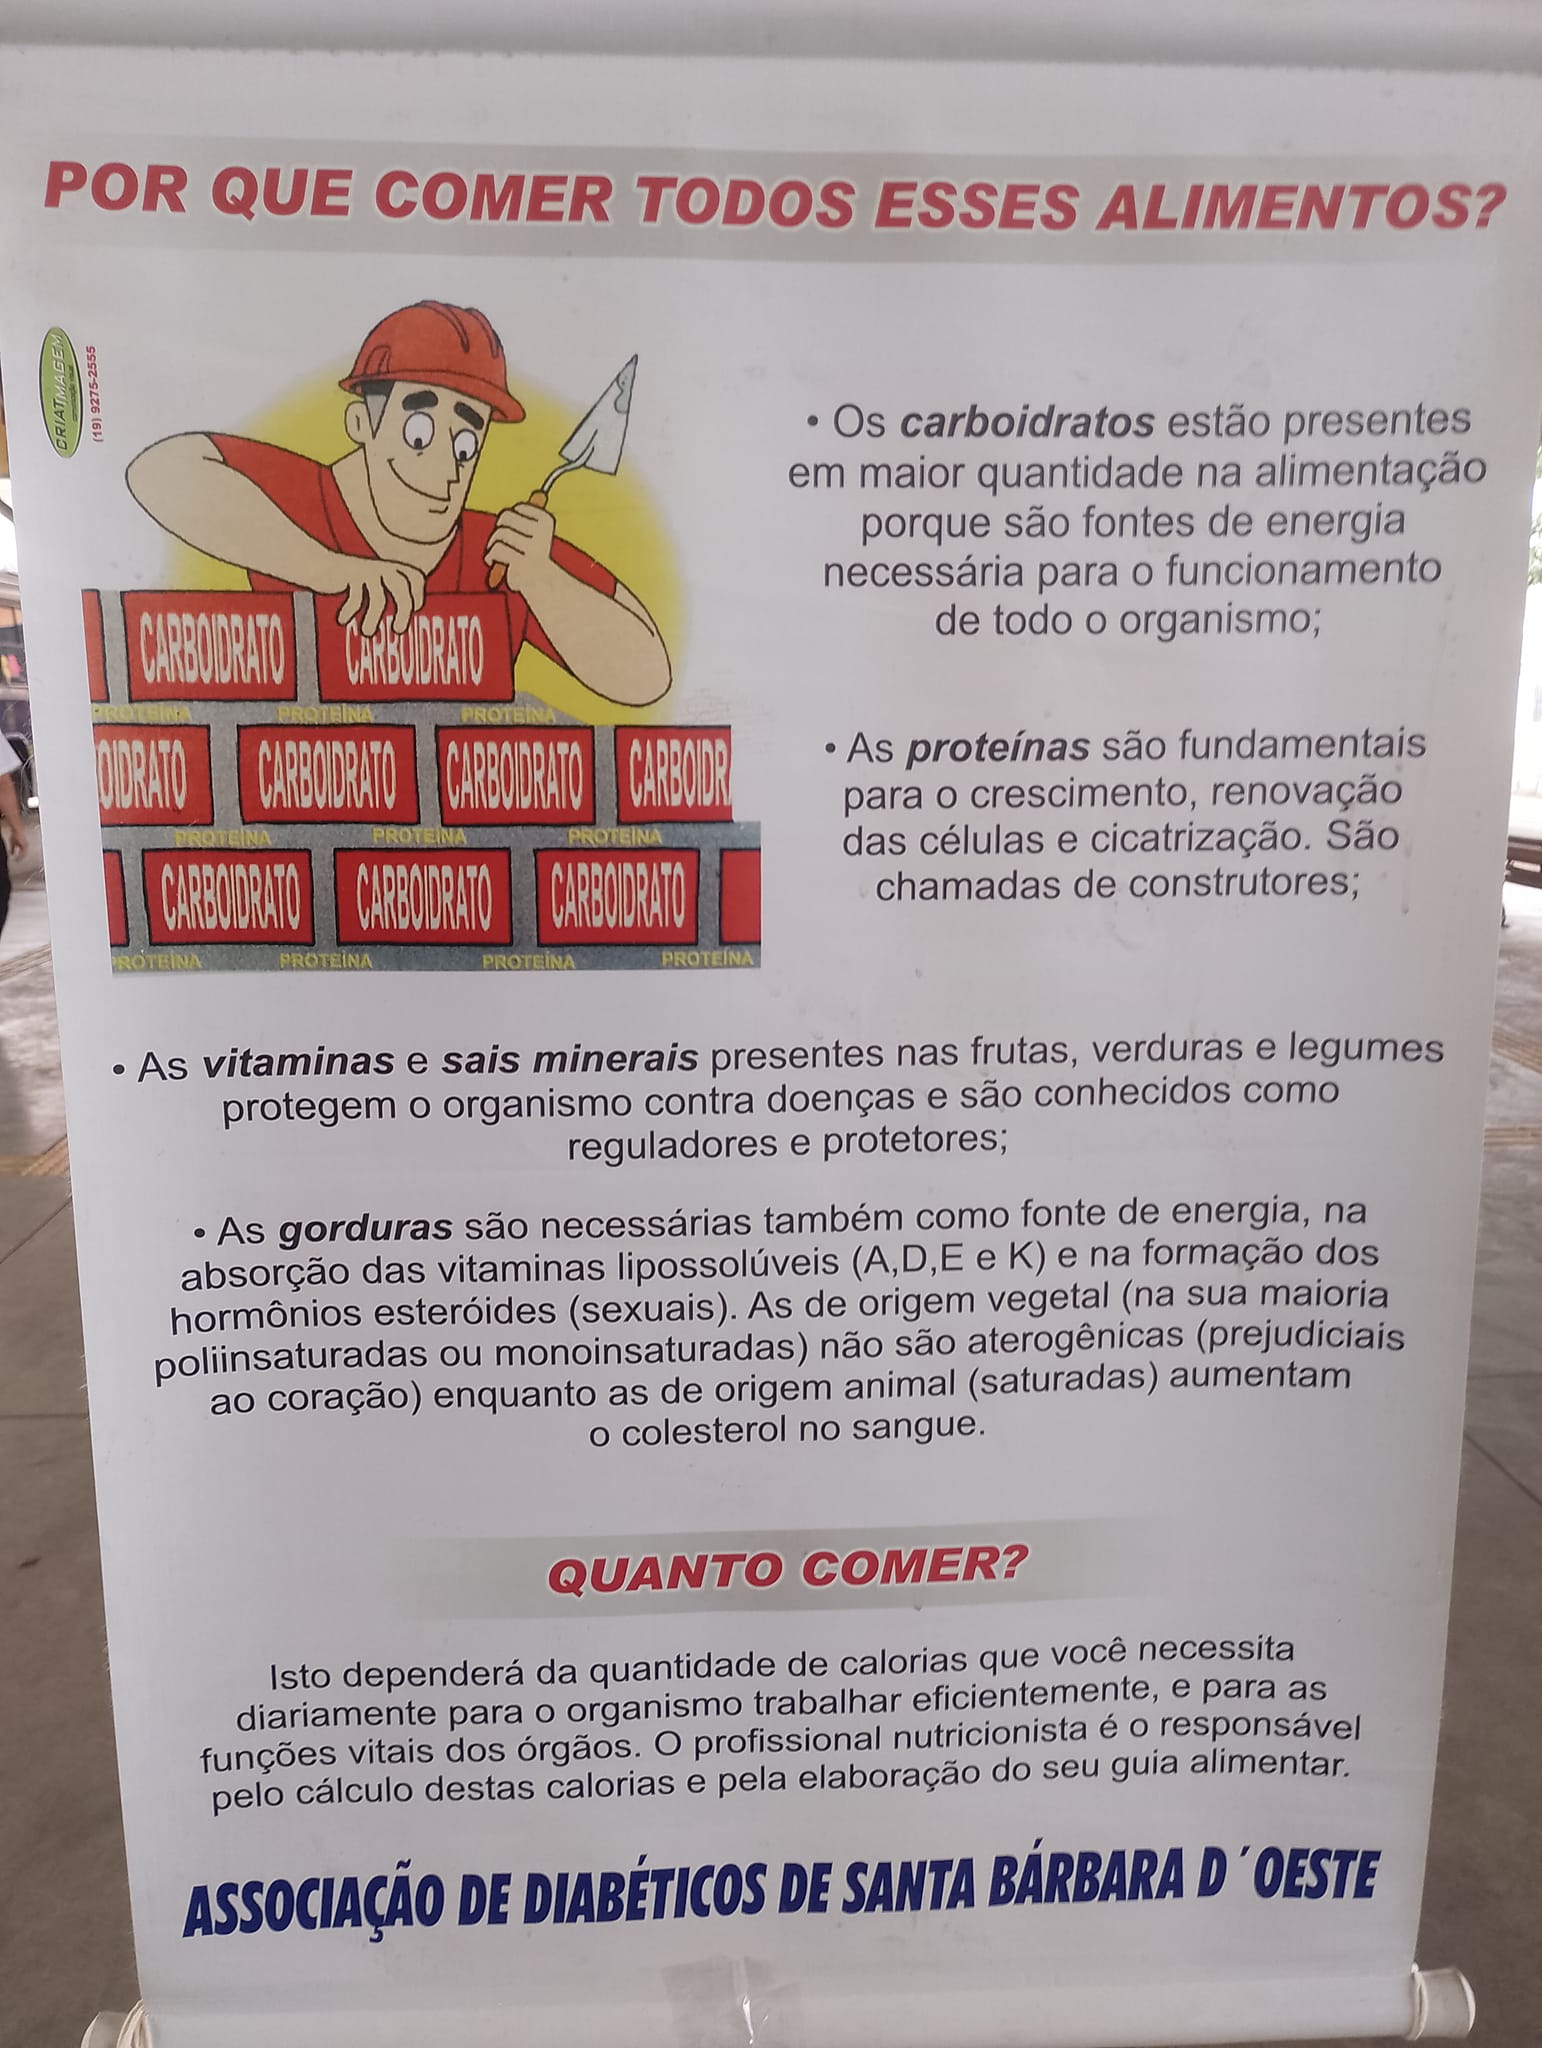 POR QUE COMER TODOS ESSES ALIMENTOS?
CRIATMAGEM
(19) 9275-2555
• Os carboidratos estão presentes
em maior quantidade na alimentação
porque são fontes de energia
necessária para o funcionamento
de todo o organismo;
CARBOIDRATO CARBOIDRATO
PROTEÍNA PROTEÍNA PROTEÍNA
OIDRATO CARBOIDRATO CARBOIDRATO CARBOIDR
PROTEÍNA PROTEÍNA PROTEÍNA
CARBOIDRATO CARBOIDRATO CARBOIDRATO
PROTEÍNA PROTEÍNA PROTEÍNA PROTEÍNA
• As proteínas são fundamentais
para o crescimento, renovação
das células e cicatrização. São
chamadas de construtores;
• As vitaminas e sais minerais presentes nas frutas, verduras e legumes
protegem o organismo contra doenças e são conhecidos como
reguladores e protetores;
• As gorduras são necessárias também como fonte de energia, na
absorção das vitaminas lipossolúveis (A,D,E e K) e na formação dos
hormônios esteróides (sexuais). As de origem vegetal (na sua maioria
poliinsaturadas ou monoinsaturadas) não são aterogênicas (prejudiciais
ao coração) enquanto as de origem animal (saturadas) aumentam
o colesterol no sangue.
QUANTO COMER?
Isto dependerá da quantidade de calorias que você necessita
diariamente para o organismo trabalhar eficientemente, e para as
funções vitais dos órgãos. O profissional nutricionista é o responsável
pelo cálculo destas calorias e pela elaboração do seu guia alimentar.
ASSOCIAÇÃO DE DIABÉTICOS DE SANTA BÁRBARA D´OESTE